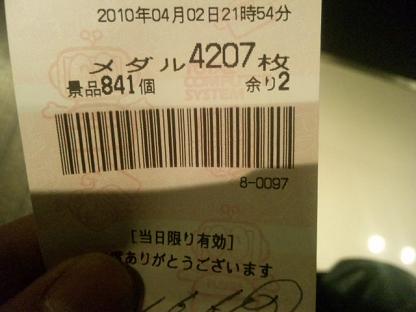 2010年04月02日21時54分
メダル4207枚
景品841個 余り2
8-0097
[当日限り有効]
ありがとうございます